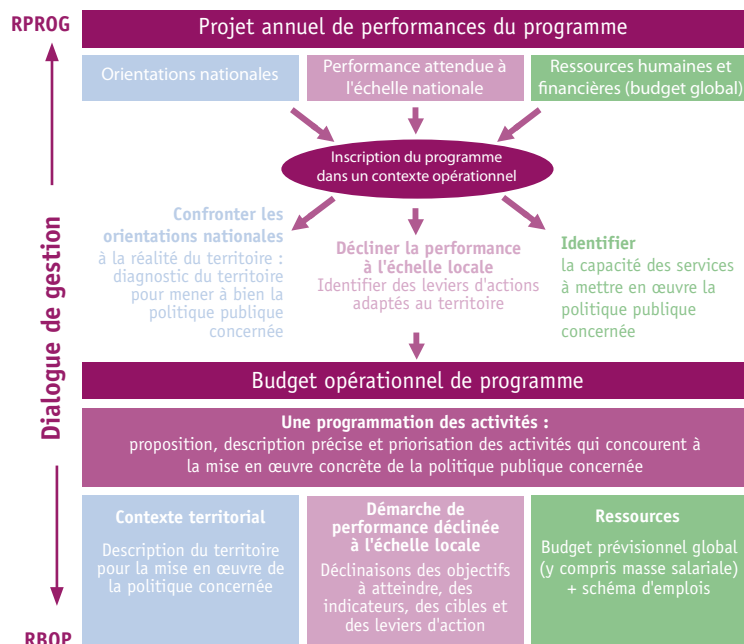 RPROG
Projet annuel de performances du programme
Orientations nationales
Performance attendue à
l'échelle nationale
Ressources humaines et
financières (budget global)
Inscription du programme
dans un contexte opérationnel
Dialogue de gestion
Confronter les
orientations nationales
à la réalité du territoire :
diagnostic du territoire
pour mener à bien la
politique publique
concernée
Décliner la performance
à l'échelle locale
Identifier des leviers d'actions
adaptés au territoire
Identifier
la capacité des services
à mettre en œuvre la
politique publique
concernée
Budget opérationnel de programme
Une programmation des activités :
proposition, description précise et priorisation des activités qui concourent à
la mise en œuvre concrète de la politique publique concernée
Contexte territorial
Description du territoire
pour la mise en œuvre de
la politique concernée
Démarche de
performance déclinée
à l'échelle locale
Déclinaisons des objectifs
à atteindre, des
indicateurs, des cibles et
des leviers d'action
Ressources
Budget prévisionnel global
(y compris masse salariale)
+ schéma d'emplois
RBOP